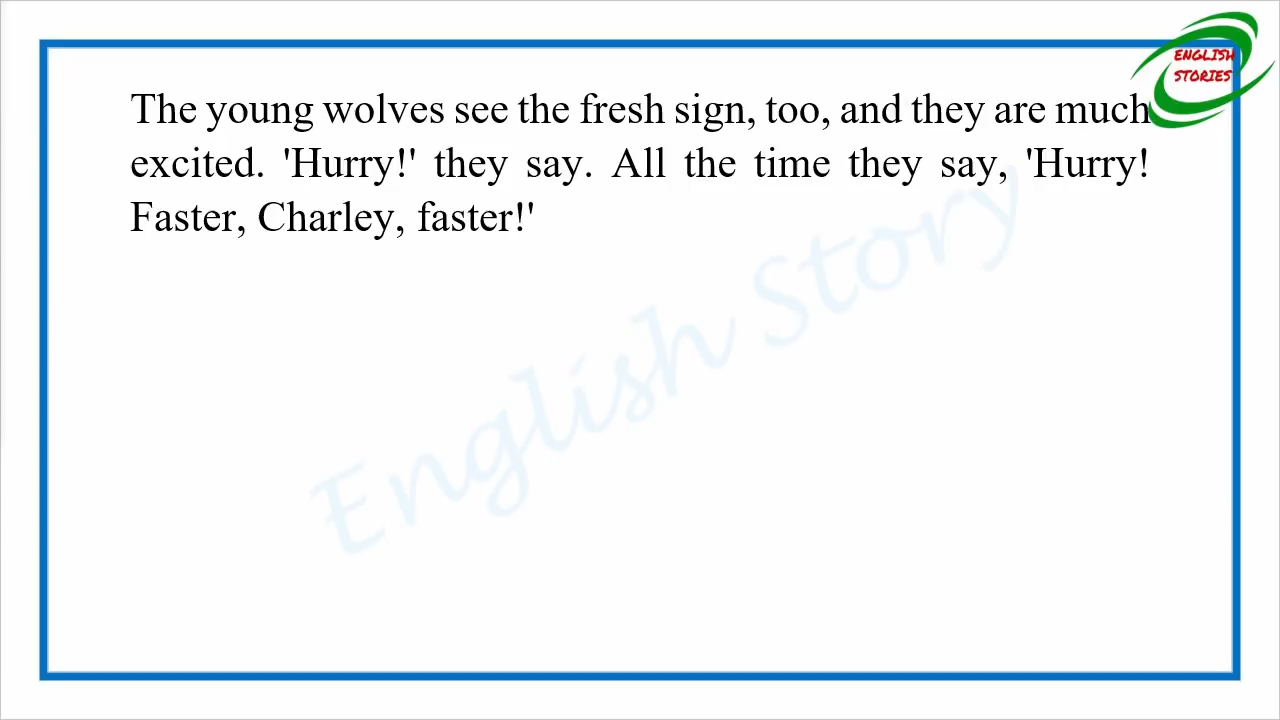 ENGLISH
STORIES
The young wolves see the fresh sign, too, and they are much
excited. 'Hurry!' they say. All the time they say, 'Hurry!
Faster, Charley, faster!'
English Story